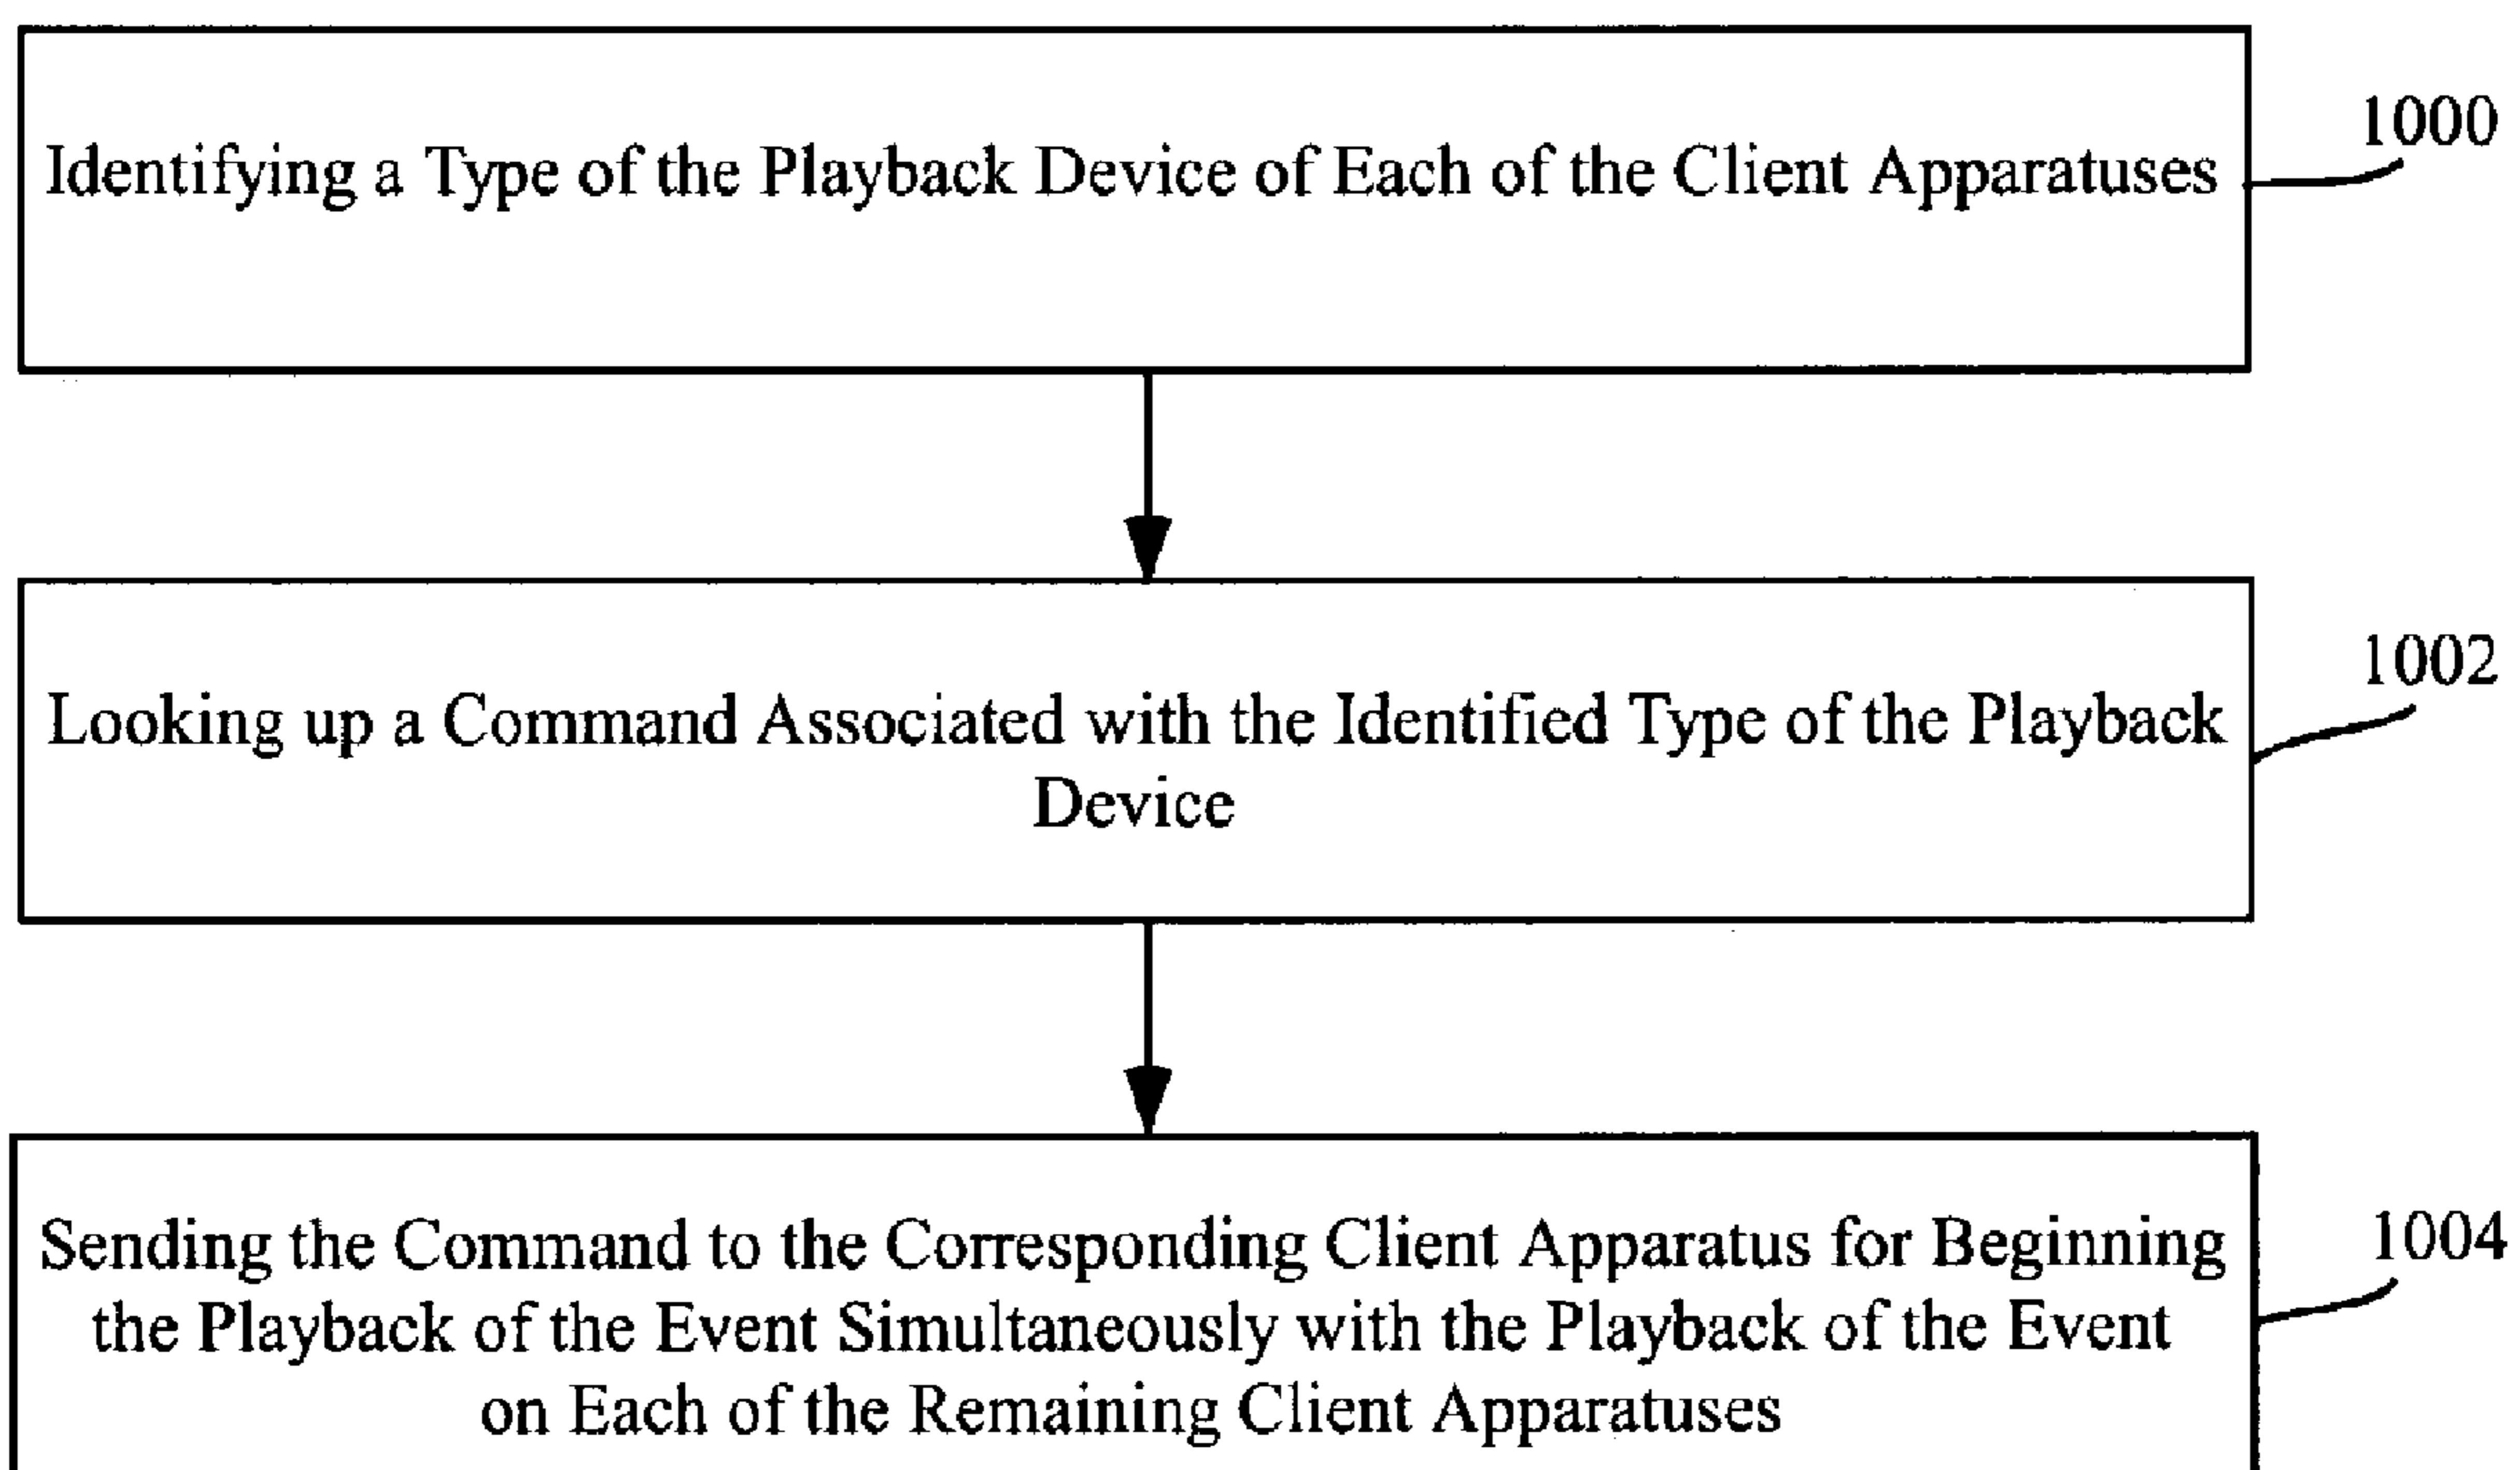 Identifying a Type of the Playback Device of Each of the Client Apparatuses
1000
Looking up a Command Associated with the Identified Type of the Playback
Device
1002
Sending the Command to the Corresponding Client Apparatus for Beginning
the Playback of the Event Simultaneously with the Playback of the Event
on Each of the Remaining Client Apparatuses
1004